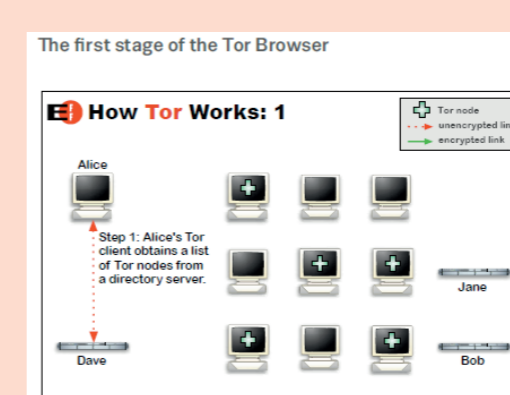 The first stage of the Tor Browser
How Tor Works: 1
Tor node
unencrypted lin
encrypted link
Alice
Step 1: Alice's Tor
client obtains a list
of Tor nodes from
a directory server.
Jane
Dave
Bob